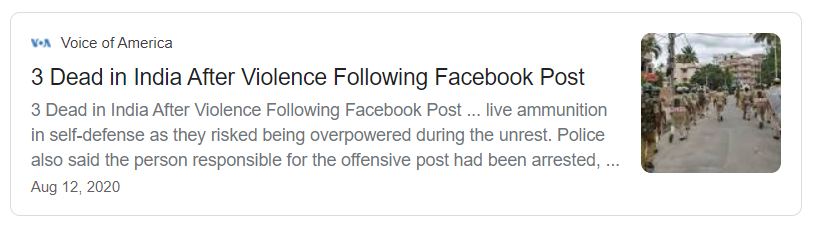 VOA Voice of America
3 Dead in India After Violence Following Facebook Post
3 Dead in India After Violence Following Facebook Post ... live ammunition
in self-defense as they risked being overpowered during the unrest. Police
also said the person responsible for the offensive post had been arrested, ...
Aug 12, 2020